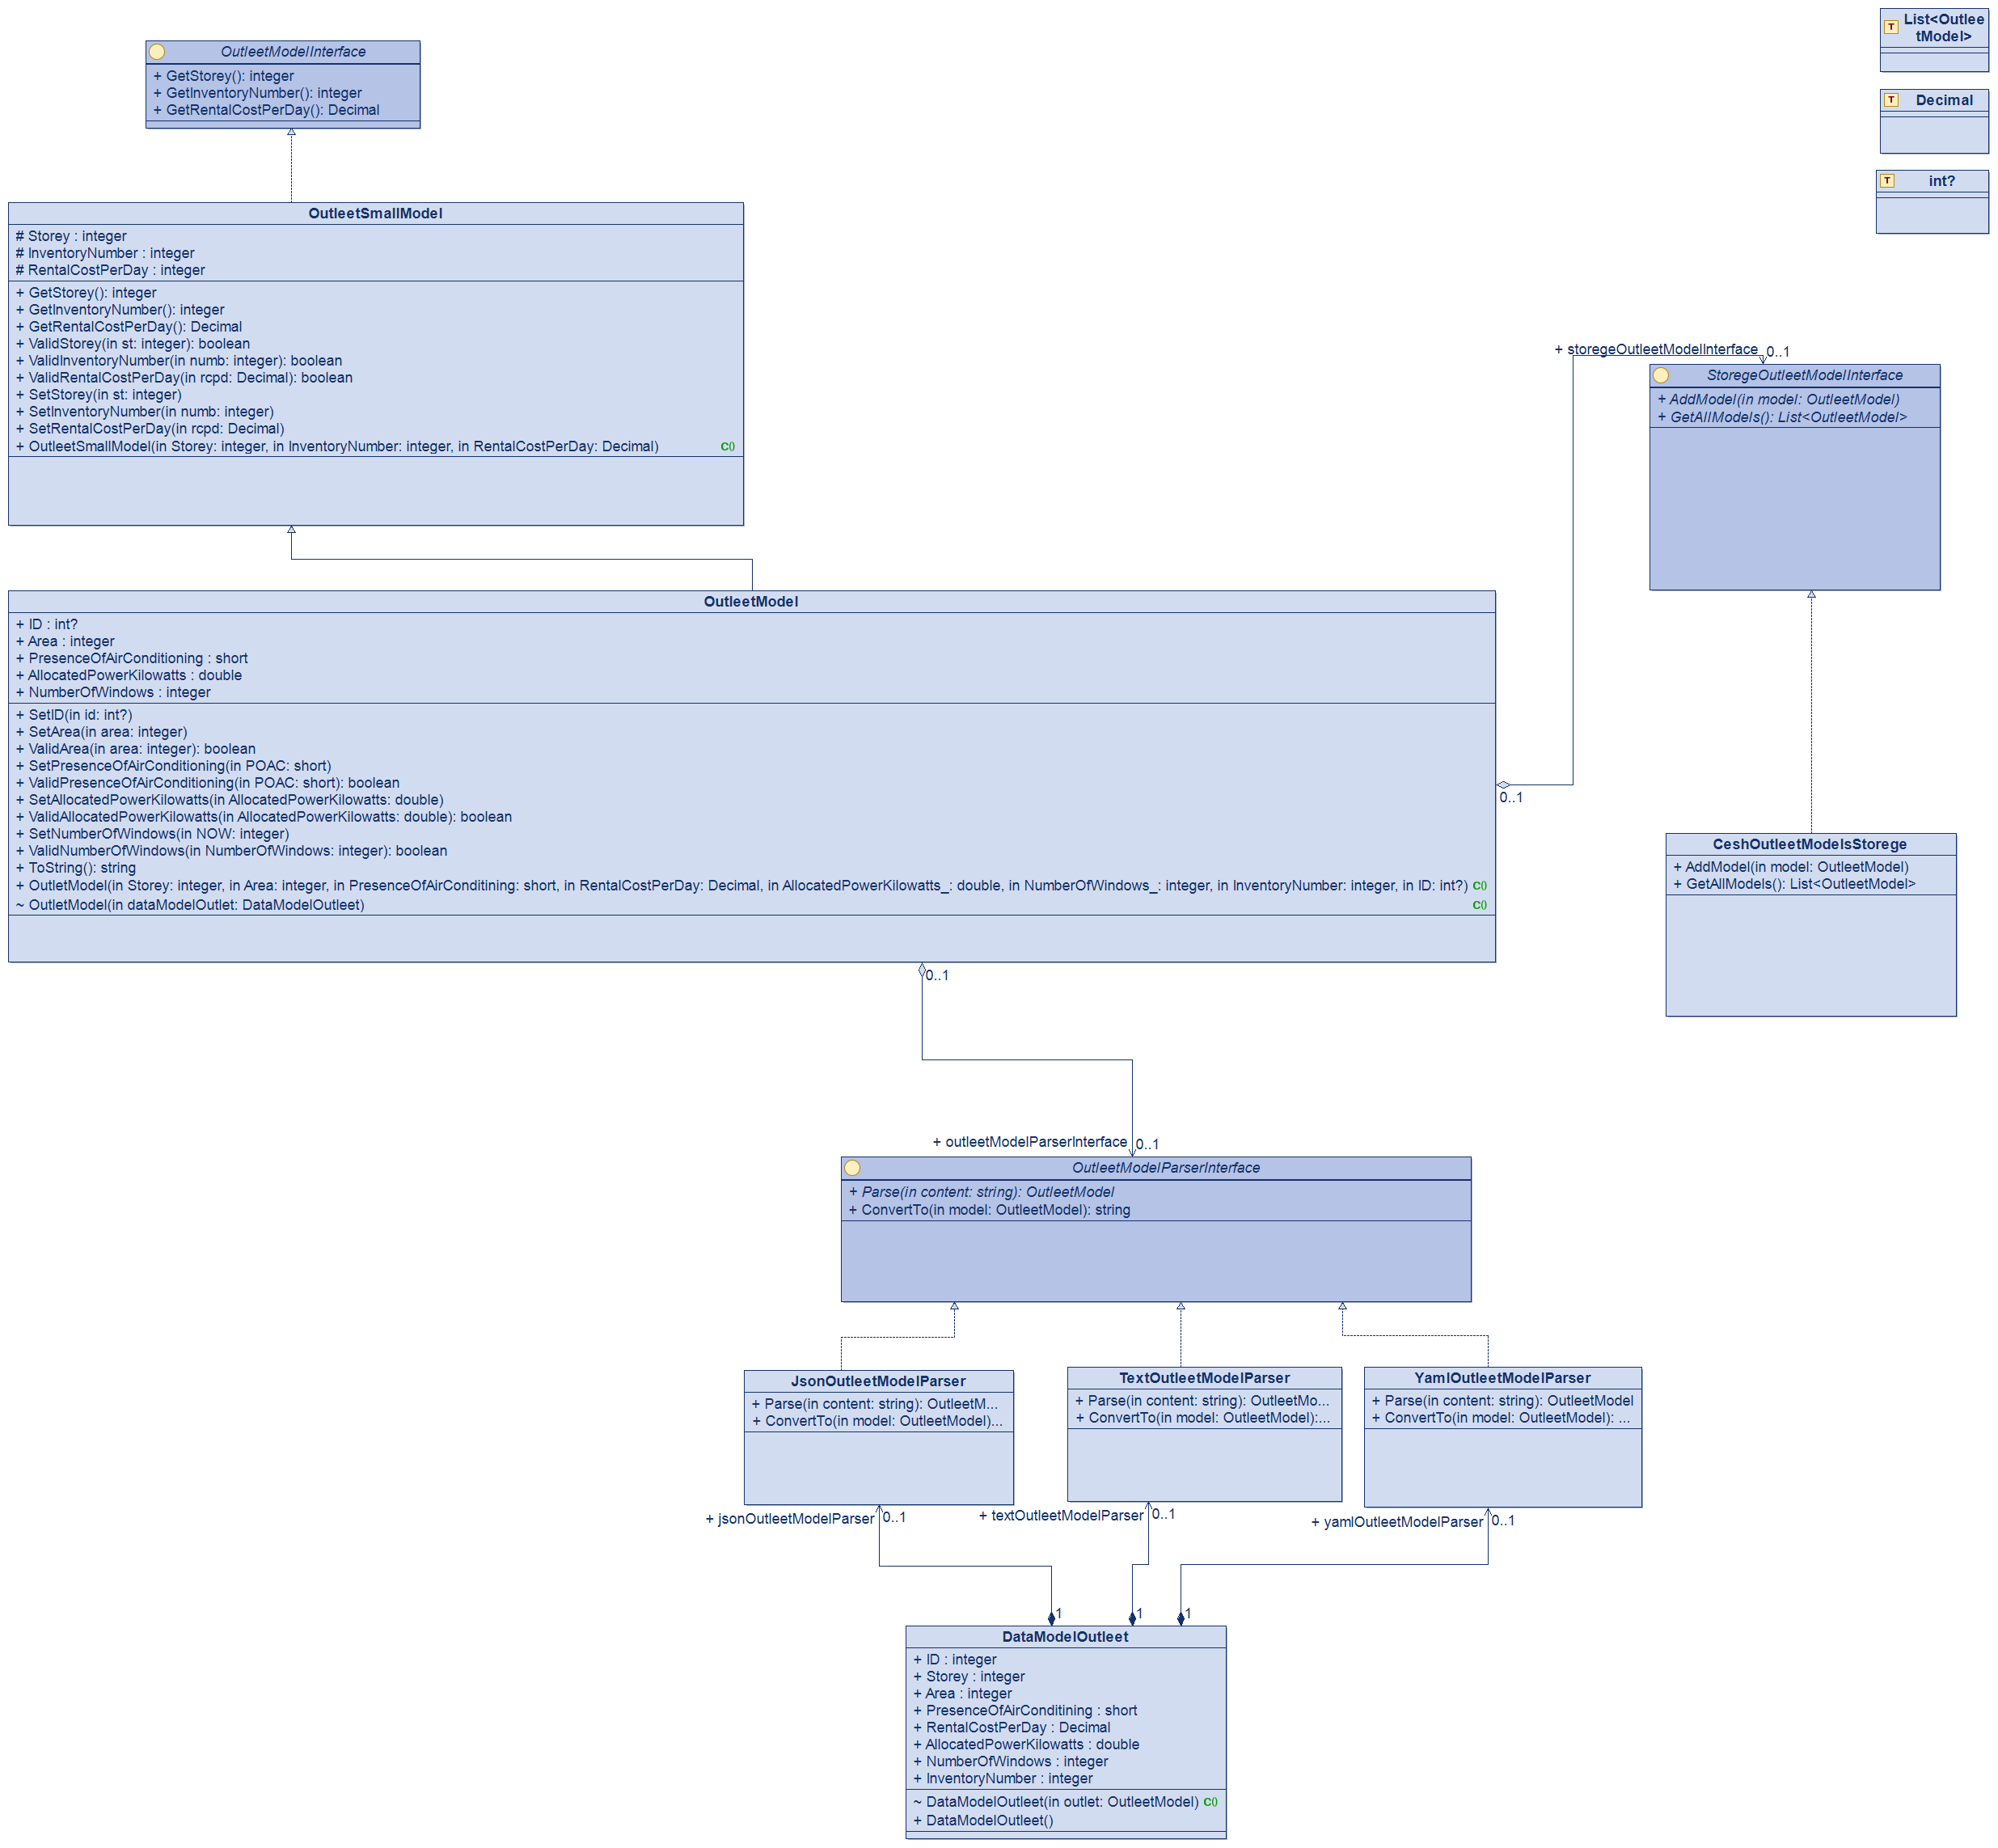 OutleetModelInterface
+ GetStorey(): integer
+ GetInventoryNumber(): integer
+ GetRentalCostPerDay(): Decimal
T List<Outlee
tModel>
T Decimal
T int?
OutleetSmallModel
# Storey : integer
# InventoryNumber : integer
# RentalCostPerDay : integer
+ GetStorey(): integer
+ GetInventoryNumber(): integer
+ GetRentalCostPerDay(): Decimal
+ ValidStorey(in st: integer): boolean
+ ValidInventoryNumber(in numb: integer): boolean
+ ValidRentalCostPerDay(in rcpd: Decimal): boolean
+ SetStorey(in st: integer)
+ SetInventoryNumber(in numb: integer)
+ SetRentalCostPerDay(in rcpd: Decimal)
+ OutleetSmallModel(in Storey: integer, in InventoryNumber: integer, in RentalCostPerDay: Decimal) C()
+ storegeOutleetModelInterface 0..1
StoregeOutleetModelInterface
+ AddModel(in model: OutleetModel)
+ GetAllModels(): List<OutleetModel>
OutleetModel
+ ID : int?
+ Area : integer
+ PresenceOfAirConditioning : short
+ AllocatedPowerKilowatts : double
+ NumberOfWindows : integer
+ SetID(in id: int?)
+ SetArea(in area: integer)
+ ValidArea(in area: integer): boolean
+ SetPresenceOfAirConditioning(in POAC: short)
+ ValidPresenceOfAirConditioning(in POAC: short): boolean
+ SetAllocatedPowerKilowatts(in AllocatedPowerKilowatts: double)
+ ValidAllocatedPowerKilowatts(in AllocatedPowerKilowatts: double): boolean
+ SetNumberOfWindows(in NOW: integer)
+ ValidNumberOfWindows(in NumberOfWindows: integer): boolean
+ ToString(): string
+ OutletModel(in Storey: integer, in Area: integer, in PresenceOfAirConditining: short, in RentalCostPerDay: Decimal, in AllocatedPowerKilowatts_: double, in NumberOfWindows_: integer, in InventoryNumber: integer, in ID: int?) C()
~ OutletModel(in dataModelOutlet: DataModelOutleet) C()
0..1
CeshOutleetModelsStorege
+ AddModel(in model: OutleetModel)
+ GetAllModels(): List<OutleetModel>
0..1
+ outleetModelParserInterface 0..1
OutleetModelParserInterface
+ Parse(in content: string): OutleetModel
+ ConvertTo(in model: OutleetModel): string
JsonOutleetModelParser
+ Parse(in content: string): OutleetM...
+ ConvertTo(in model: OutleetModel)...
TextOutleetModelParser
+ Parse(in content: string): OutleetMo...
+ ConvertTo(in model: OutleetModel):...
YamlOutleetModelParser
+ Parse(in content: string): OutleetModel
+ ConvertTo(in model: OutleetModel): ...
+ jsonOutleetModelParser 0..1
+ textOutleetModelParser 0..1
+ yamlOutleetModelParser 0..1
1
1
1
DataModelOutleet
+ ID : integer
+ Storey : integer
+ Area : integer
+ PresenceOfAirConditining : short
+ RentalCostPerDay : Decimal
+ AllocatedPowerKilowatts : double
+ NumberOfWindows : integer
+ InventoryNumber : integer
~ DataModelOutleet(in outlet: OutleetModel) C()
+ DataModelOutleet()